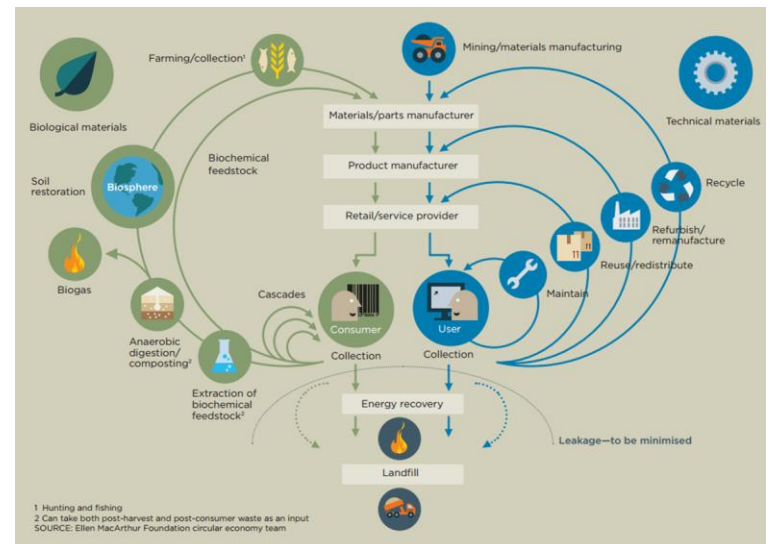 Farming/collection¹
Mining/materials manufacturing
Biological materials
Technical materials
Materials/parts manufacturer
Biochemical
feedstock
Product manufacturer
Soil
restoration
Biosphere
Recycle
Retail/service provider
Refurbish/
remanufacture
Reuse/redistribute
Biogas
Cascades
Maintain
Consumer
User
Anaerobic
digestion/
composting²
Collection
Collection
Extraction of
biochemical
feedstock²
Energy recovery
Leakage—to be minimised
Landfill
1 Hunting and fishing
2 Can take both post-harvest and post-consumer waste as an input
SOURCE: Ellen MacArthur Foundation circular economy team